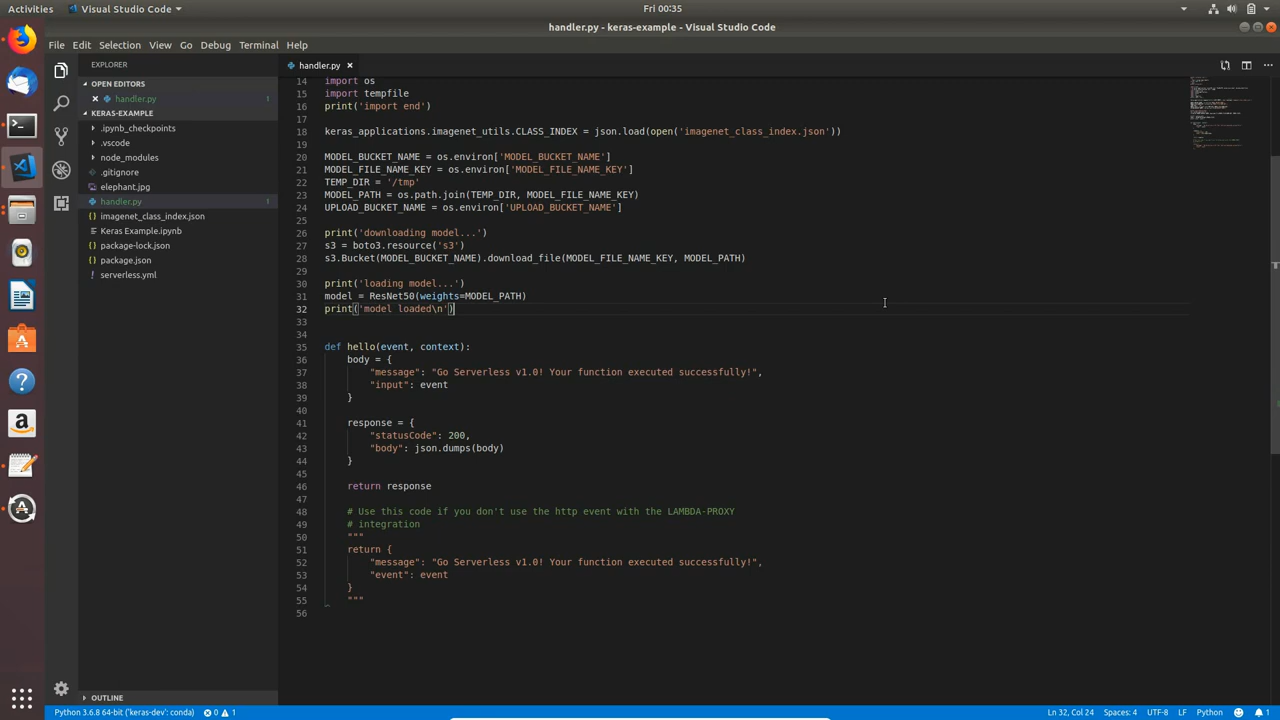 Activities
Visual Studio Code
Fri 00:35
handler.py - keras-example - Visual Studio Code
File Edit Selection View Go Debug Terminal Help
EXPLORER
OPEN EDITORS
handler.py 1
KERAS-EXAMPLE
.ipynb_checkpoints
.vscode
node_modules
.gitignore
elephant.jpg
handler.py 1
imagenet_class_index.json
Keras Example.ipynb
package-lock.json
package.json
serverless.yml
OUTLINE
handler.py
14 import os
15 import tempfile
16 print('import end')
17
18 keras_applications.imagenet_utils.CLASS_INDEX = json.load(open('imagenet_class_index.json'))
19
20 MODEL_BUCKET_NAME = os.environ['MODEL_BUCKET_NAME']
21 MODEL_FILE_NAME_KEY = os.environ['MODEL_FILE_NAME_KEY']
22 TEMP_DIR = '/tmp'
23 MODEL_PATH = os.path.join(TEMP_DIR, MODEL_FILE_NAME_KEY)
24 UPLOAD_BUCKET_NAME = os.environ['UPLOAD_BUCKET_NAME']
25
26 print('downloading model...')
27 s3 = boto3.resource('s3')
28 s3.Bucket(MODEL_BUCKET_NAME).download_file(MODEL_FILE_NAME_KEY, MODEL_PATH)
29
30 print('loading model...')
31 model = ResNet50(weights=MODEL_PATH)
32 print('model loaded\n')
33
34
35 def hello(event, context):
36 body = {
37 "message": "Go Serverless v1.0! Your function executed successfully!",
38 "input": event
39 }
40
41 response = {
42 "statusCode": 200,
43 "body": json.dumps(body)
44 }
45
46 return response
47
48 # Use this code if you don't use the http event with the LAMBDA-PROXY
49 # integration
50 """
51 return {
52 "message": "Go Serverless v1.0! Your function executed successfully!",
53 "event": event
54 }
55 """
56
Python 3.6.8 64-bit ('keras-dev': conda) 0 1
Ln 32, Col 24 Spaces: 4 UTF-8 LF Python 1